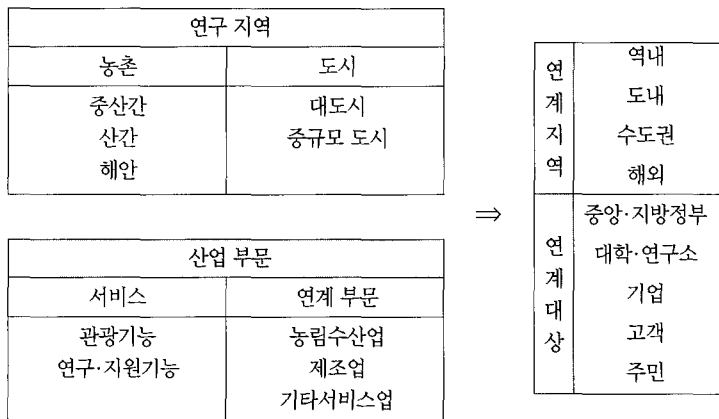 연구 지역
농촌 도시
중산간 대도시
산간 중규모 도시
해안
산업 부문
서비스 연계 부문
관광기능 농림수산업
연구·지원기능 제조업
기타서비스업
⇒
연계지역
역내
도내
수도권
해외
연계대상
중앙·지방정부
대학·연구소
기업
고객
주민